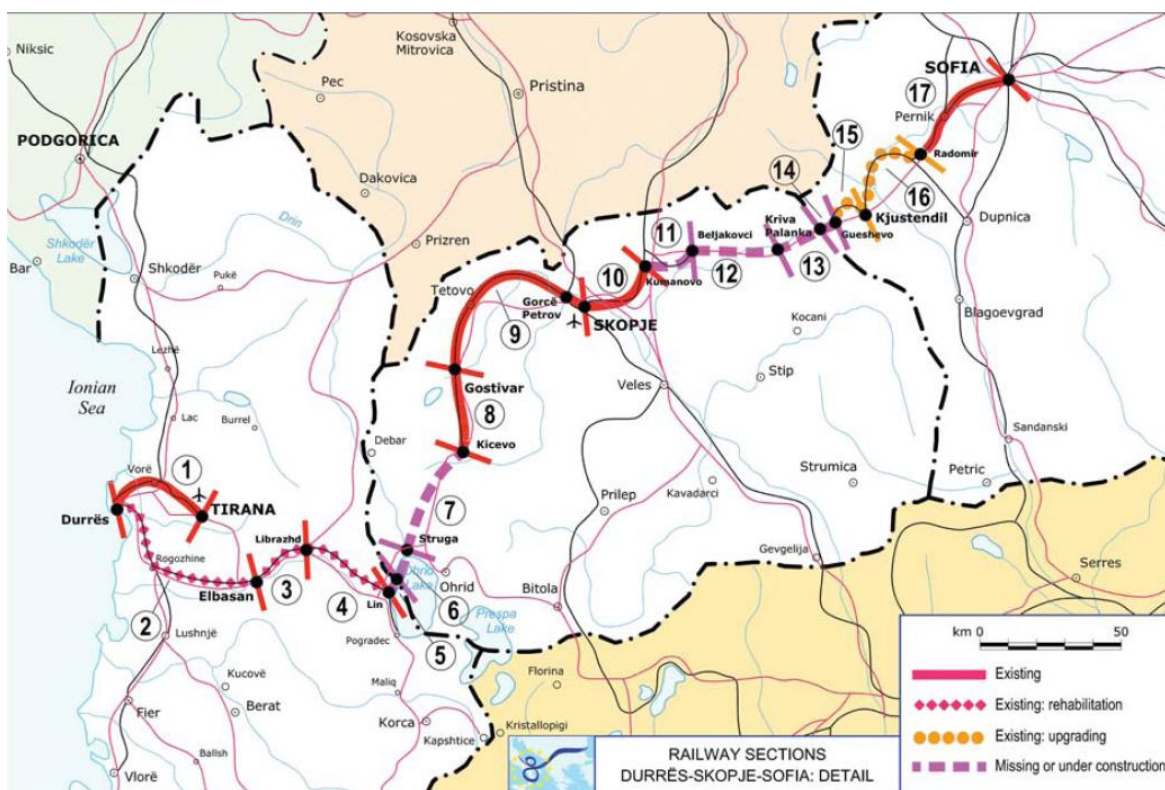 Niksic
Kosovska
Mitrovica
SOFIA
17
Pec
Pristina
Pernik
PODGORICA
15
Radomir
14
16
Dakovica
Drin
Kriva
Palanka
Kjustendil
Dupnica
11
Beljakovci
Gueshevo
Shkodër
Lake
Prizren
13
12
Bar
Shkodër
10
Kumanovo
Pukë
Tetovo
Gorcë
Petrov
SKOPJE
Blagoevgrad
9
Kocani
Lezhë
Ionian
Sea
Gostivar
Veles
Stip
8
Lac
Burrel
Debar
Kicevo
Sandanski
Vorë
1
Strumica
Petric
TIRANA
Kavadarci
Durrës
7
Prilep
Librazhd
Struga
Rogozhine
Ohrid
Lake
Ohrid
Gevgelija
Serres
Elbasan
3
4
Lin
6
Bitola
2
Lushnjë
Pogradec
5
Prespa
Lake
Kucovë
Maliq
Florina
Fier
Berat
Korca
Kristallopigi
Ballsh
Kapshtice
Vlorë
km 0 50
Existing
Existing: rehabilitation
Existing: upgrading
Missing or under construction
RAILWAY SECTIONS
DURRËS-SKOPJE-SOFIA: DETAIL